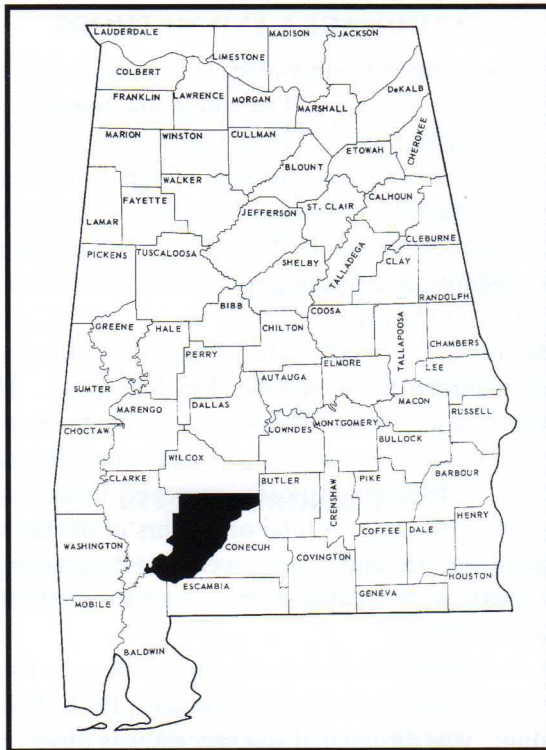 LAUDERDALE
MADISON
JACKSON
LIMESTONE
COLBERT
DeKALB
FRANKLIN
LAWRENCE
MORGAN
MARSHALL
CHEROKEE
MARION
WINSTON
CULLMAN
ETOWAH
BLOUNT
WALKER
FAYETTE
ST. CLAIR
CALHOUN
LAMAR
JEFFERSON
CLEBURNE
PICKENS
TUSCALOOSA
SHELBY
TALLADEGA
CLAY
RANDOLPH
BIBB
COOSA
GREENE
HALE
CHILTON
TALLAPOOSA
CHAMBERS
PERRY
ELMORE
LEE
SUMTER
AUTAUGA
MARENGO
DALLAS
MACON
RUSSELL
CHOCTAW
LOWNDES
MONTGOMERY
BULLOCK
WILCOX
CLARKE
BUTLER
CRENSHAW
PIKE
BARBOUR
HENRY
WASHINGTON
CONECUH
COVINGTON
COFFEE
DALE
HOUSTON
ESCAMBIA
GENEVA
MOBILE
BALDWIN